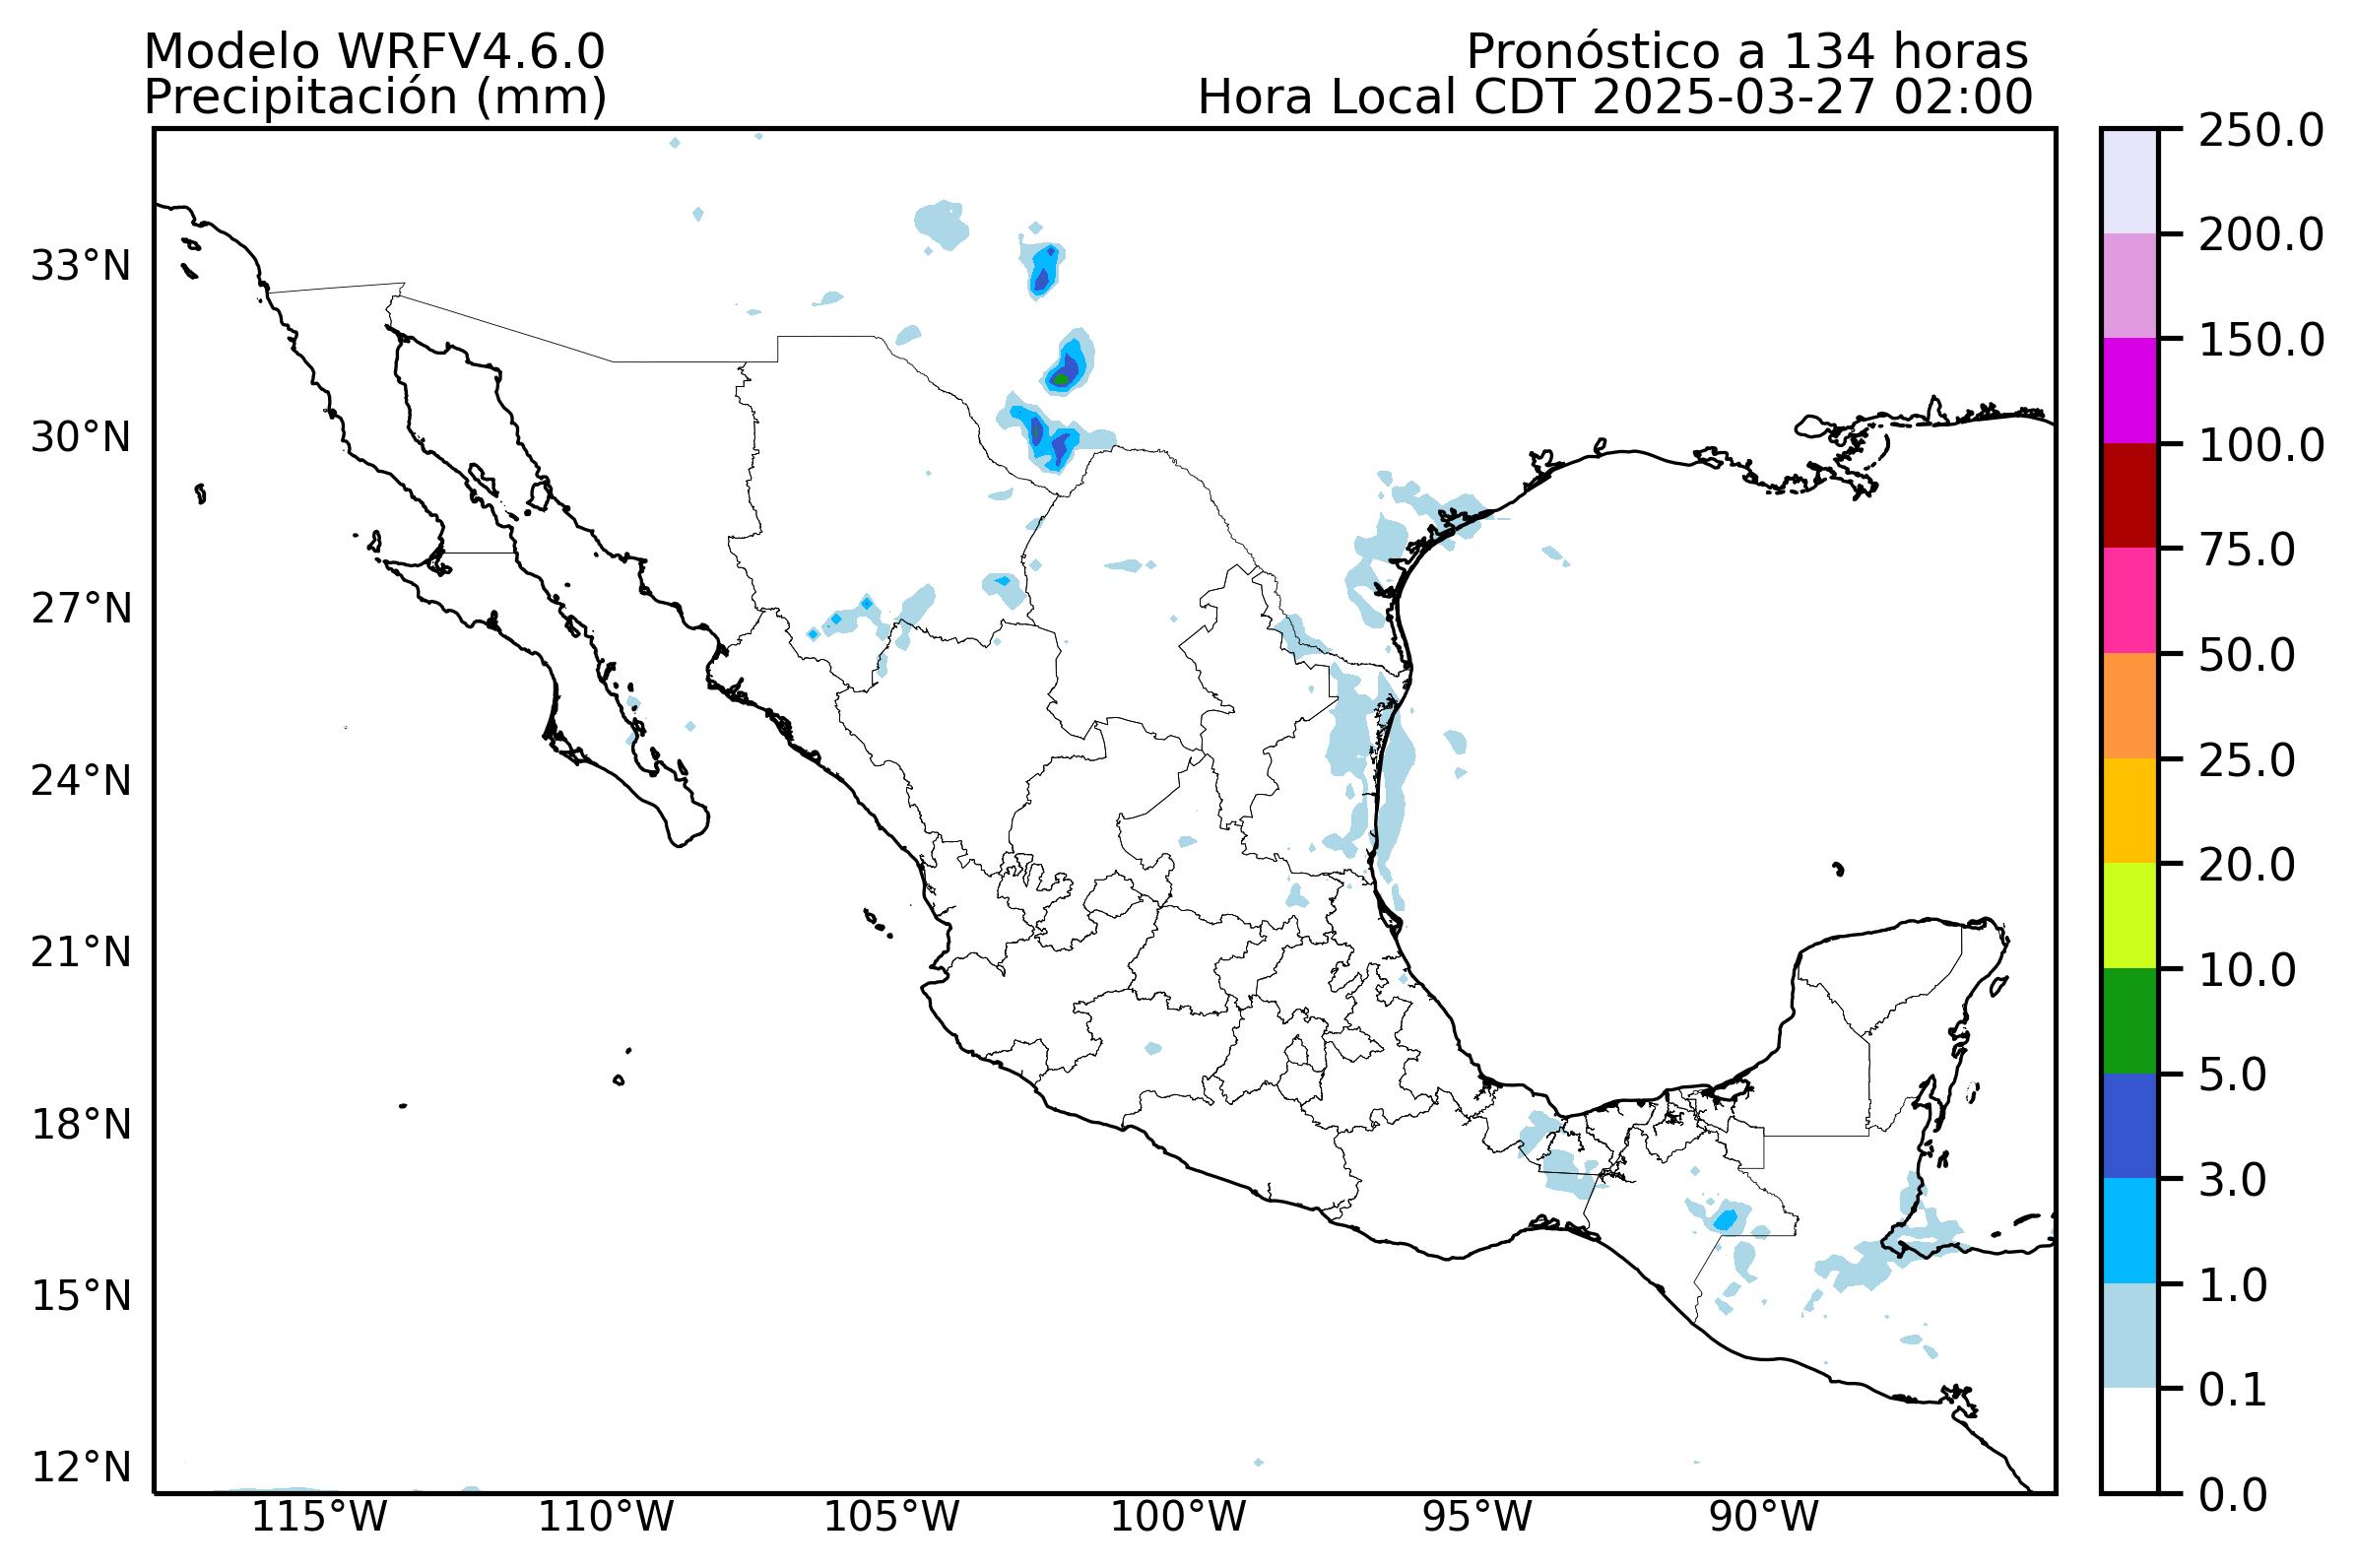 Modelo WRFV4.6.0
Precipitación (mm)
Pronóstico a 134 horas
Hora Local CDT 2025-03-27 02:00
33°N
30°N
27°N
24°N
21°N
18°N
15°N
12°N
115°W
110°W
105°W
100°W
95°W
90°W
250.0
200.0
150.0
100.0
75.0
50.0
25.0
20.0
10.0
5.0
3.0
1.0
0.1
0.0